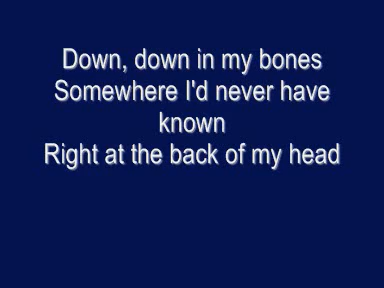 Down, down in my bones
Somewhere I'd never have
known
Right at the back of my head